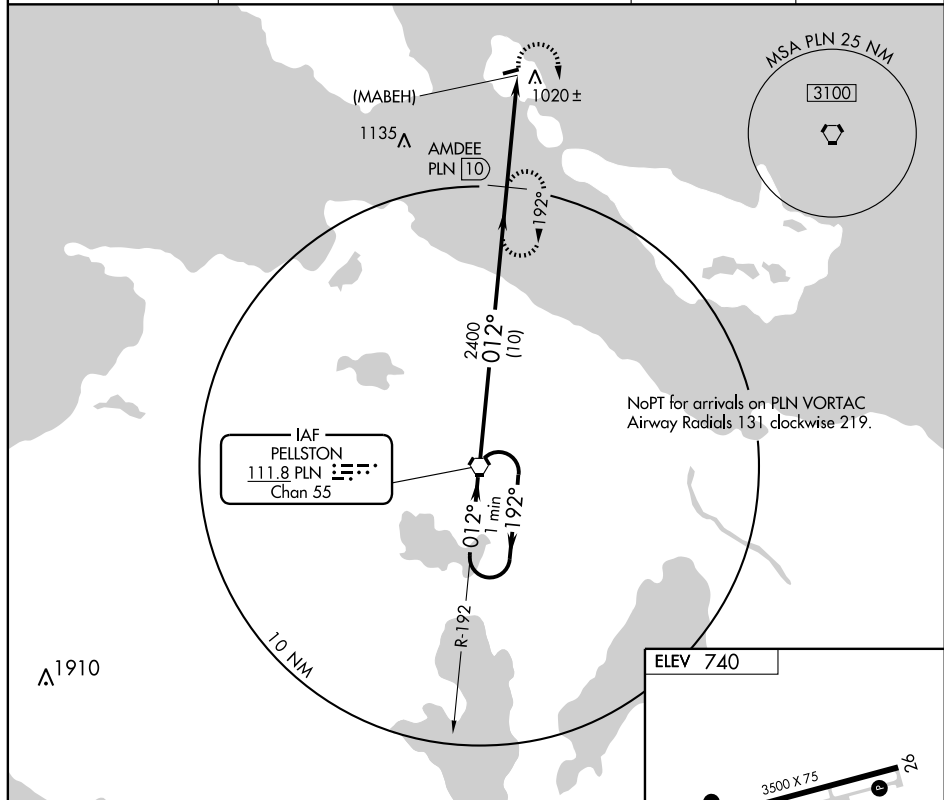 MSA PLN 25 NM
3100
(MABEH)
1020 ±
1135
AMDEE
PLN 10
192°
2400
012°
(10)
NoPT for arrivals on PLN VORTAC
Airway Radials 131 clockwise 219.
IAF
PELLSTON
111.8 PLN
Chan 55
012°
1 min
192°
R-192
10 NM
1910
ELEV 740
3500 X 75
26
P